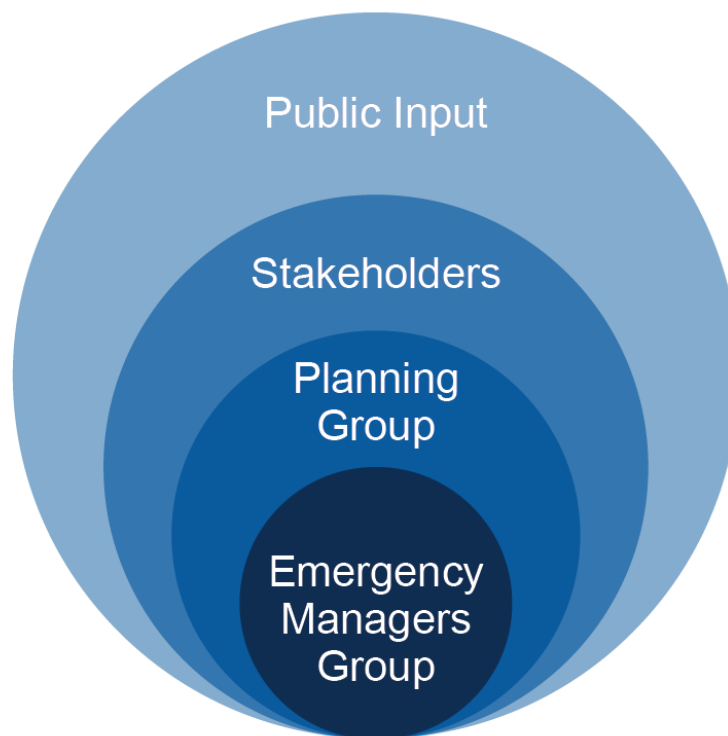 Public Input
Stakeholders
Planning
Group
Emergency
Managers
Group